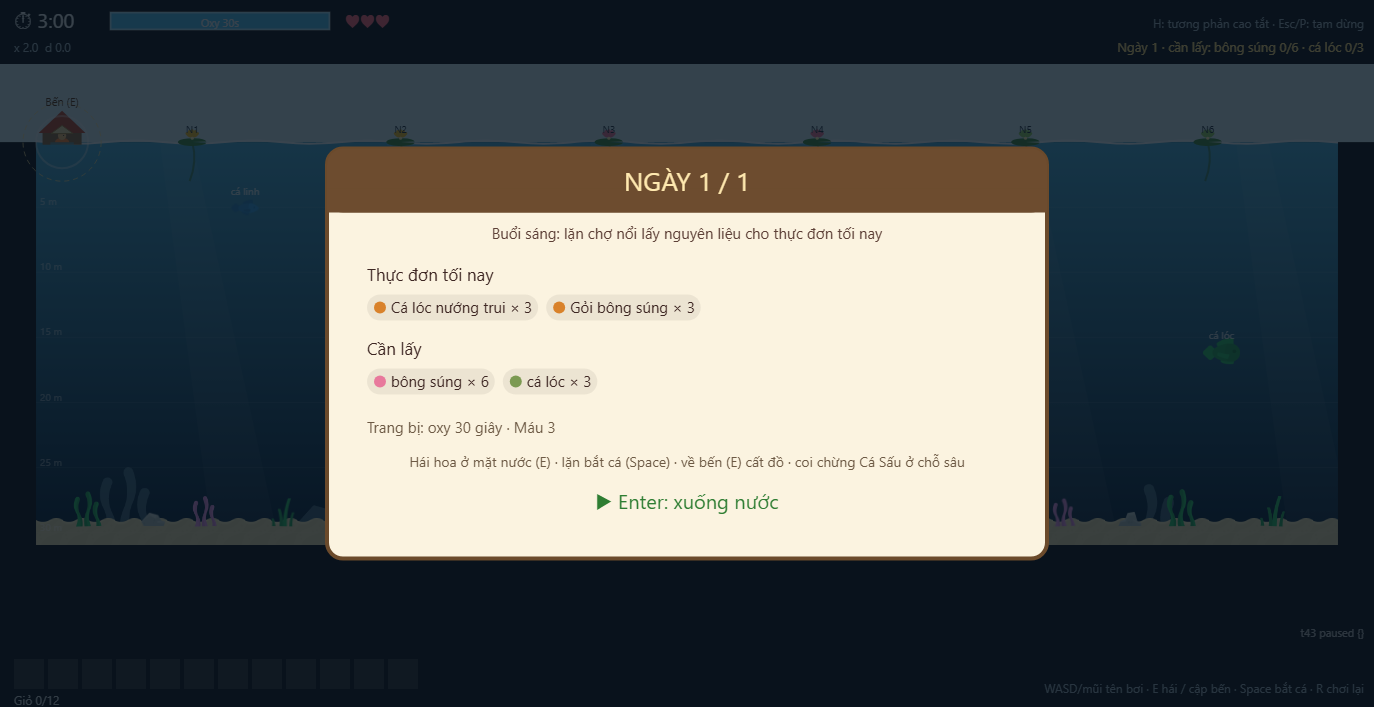 3:00 Oxy 30s H: tương phản cao tắt · Esc/P: tạm dừng
x 2.0 d 0.0 Ngày 1 · cần lấy: bông súng 0/6 · cá lóc 0/3
Bến (E)
N1 N2 N3 N4 N5 N6
NGÀY 1 / 1
cá linh
5 m
Buổi sáng: lặn chợ nổi lấy nguyên liệu cho thực đơn tối nay
10 m
Thực đơn tối nay
Cá lóc nướng trui × 3 Gỏi bông súng × 3
15 m
cá lóc
Cần lấy
bông súng × 6 cá lóc × 3
20 m
Trang bị: oxy 30 giây · Máu 3
25 m
Hái hoa ở mặt nước (E) · lặn bắt cá (Space) · về bến (E) cất đồ · coi chừng Cá Sấu ở chỗ sâu
▶ Enter: xuống nước
t43 paused {}
WASD/mũi tên bơi · E hái / cập bến · Space bắt cá · R chơi lại
Giỏ 0/12